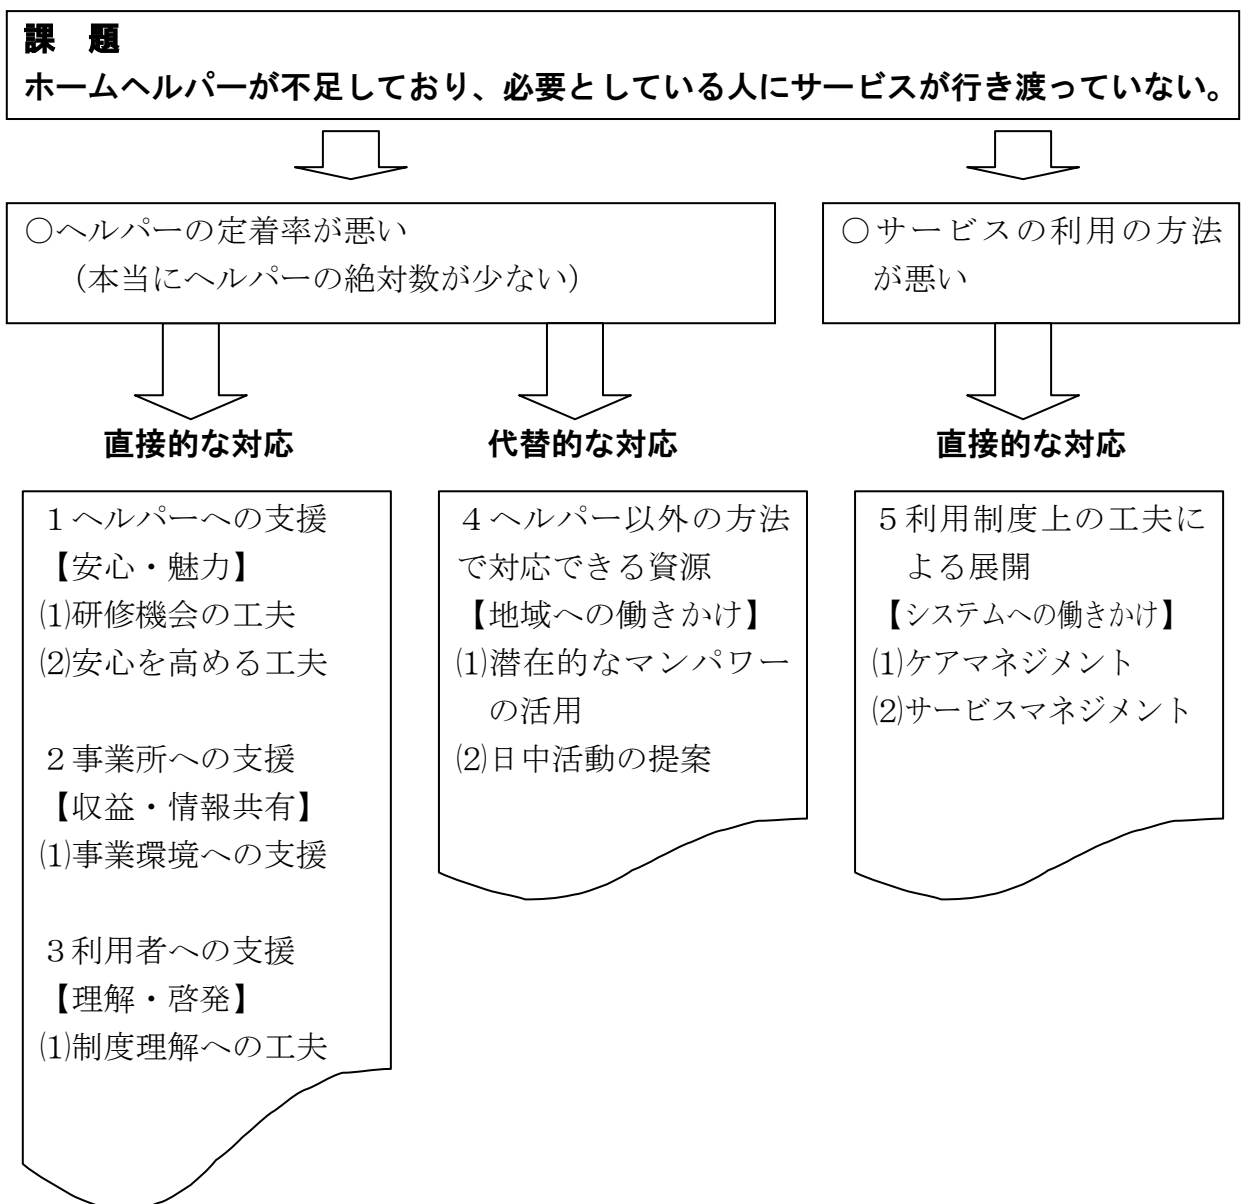 課　題
ホームヘルパーが不足しており、必要としている人にサービスが行き渡っていない。
○ヘルパーの定着率が悪い
（本当にヘルパーの絶対数が少ない）
○サービスの利用の方法
が悪い
直接的な対応
１ヘルパーへの支援
【安心・魅力】
⑴研修機会の工夫
⑵安心を高める工夫
２事業所への支援
【収益・情報共有】
⑴事業環境への支援
３利用者への支援
【理解・啓発】
⑴制度理解への工夫
代替的な対応
４ヘルパー以外の方法
で対応できる資源
【地域への働きかけ】
⑴潜在的なマンパワー
の活用
⑵日中活動の提案
直接的な対応
５利用制度上の工夫に
よる展開
【システムへの働きかけ】
⑴ケアマネジメント
⑵サービスマネジメント